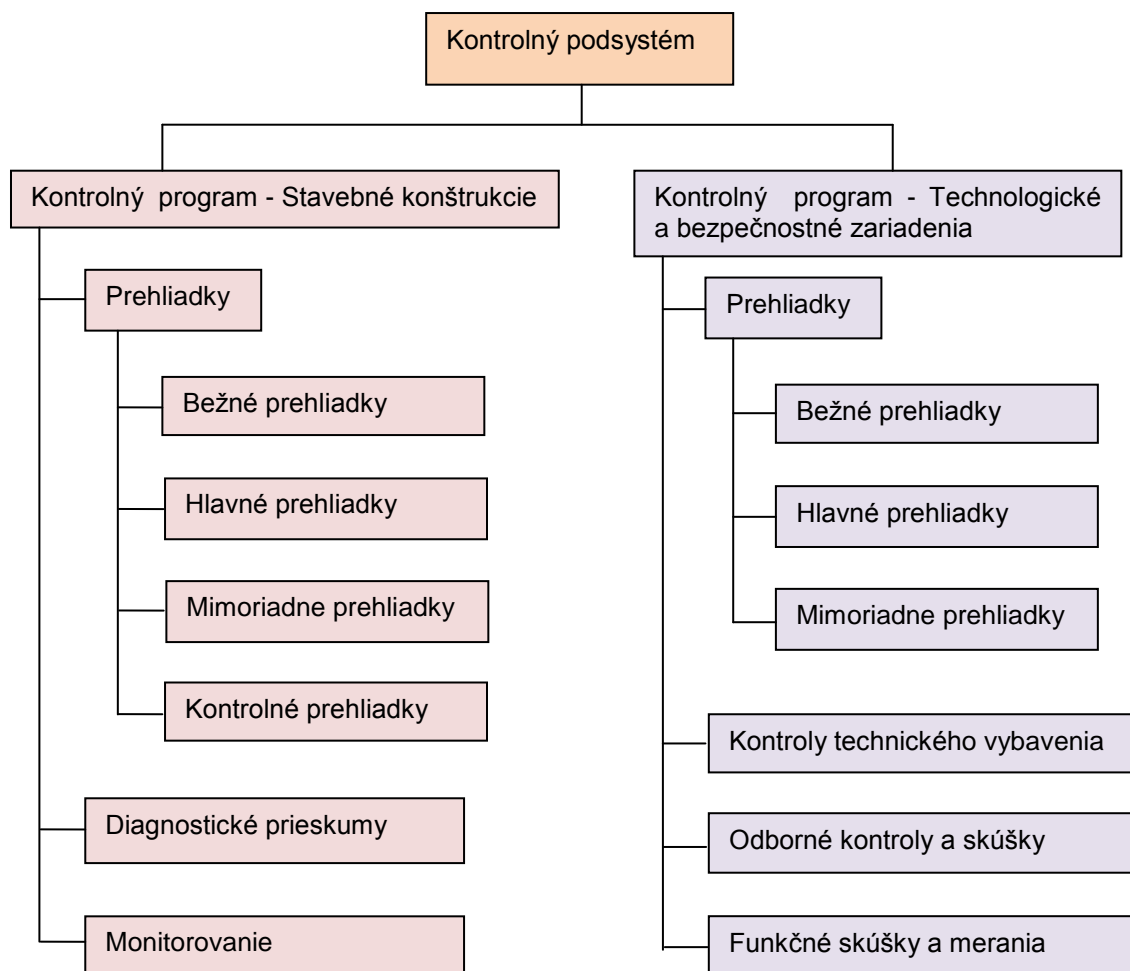 Kontrolný podsystém
Kontrolný program - Stavebné konštrukcie
Prehliadky
Bežné prehliadky
Hlavné prehliadky
Mimoriadne prehliadky
Kontrolné prehliadky
Diagnostické prieskumy
Monitorovanie
Kontrolný program - Technologické
a bezpečnostné zariadenia
Prehliadky
Bežné prehliadky
Hlavné prehliadky
Mimoriadne prehliadky
Kontroly technického vybavenia
Odborné kontroly a skúšky
Funkčné skúšky a merania